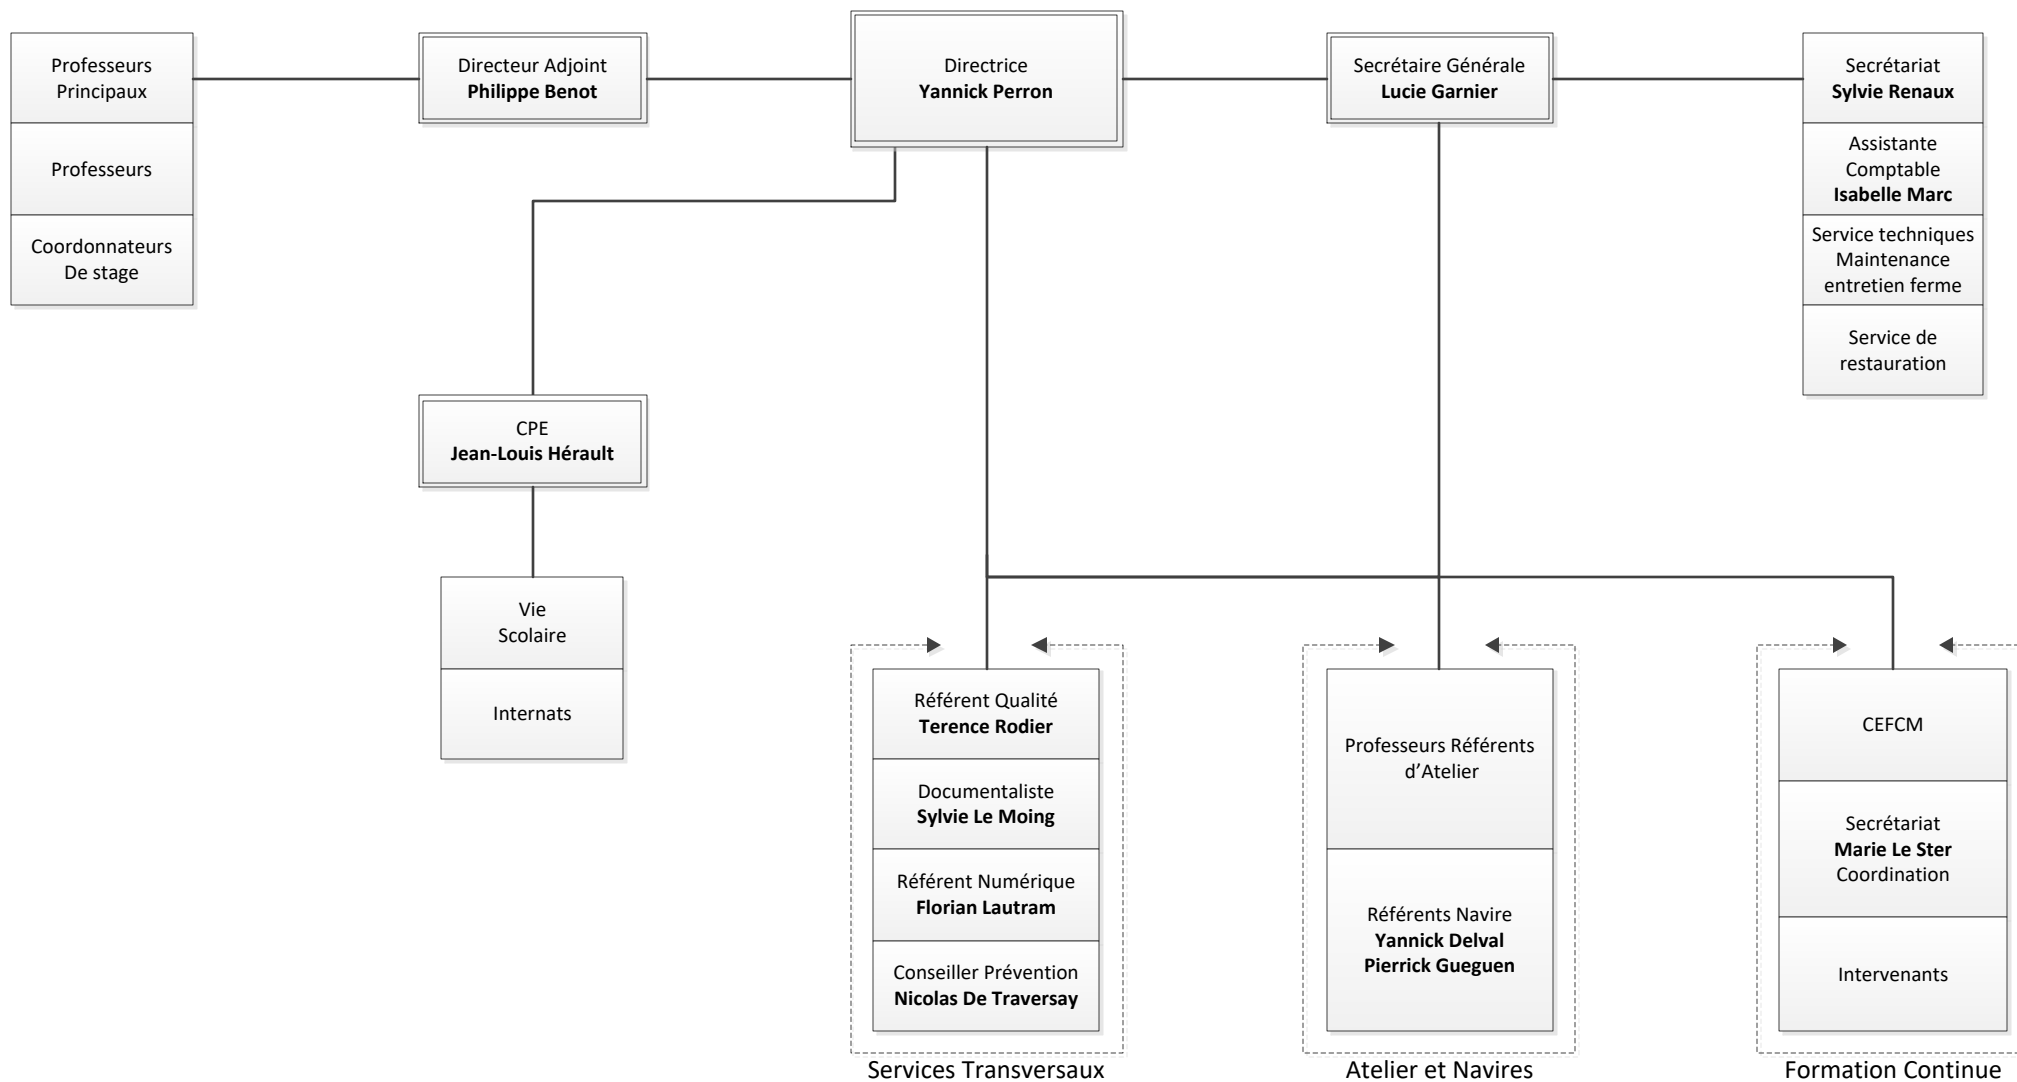 Professeurs
Principaux
Professeurs
Coordonnateurs
De stage
Directeur Adjoint
Philippe Benot
Directrice
Yannick Perron
Secrétaire Générale
Lucie Garnier
Secrétariat
Sylvie Renaux
Assistante
Comptable
Isabelle Marc
Service techniques
Maintenance
entretien ferme
Service de
restauration
CPE
Jean-Louis Hérault
Vie
Scolaire
Internats
Référent Qualité
Terence Rodier
Documentaliste
Sylvie Le Moing
Référent Numérique
Florian Lautram
Conseiller Prévention
Nicolas De Traversay
Services Transversaux
Professeurs Référents
d’Atelier
Référents Navire
Yannick Delval
Pierrick Gueguen
Atelier et Navires
CEFCM
Secrétariat
Marie Le Ster
Coordination
Intervenants
Formation Continue